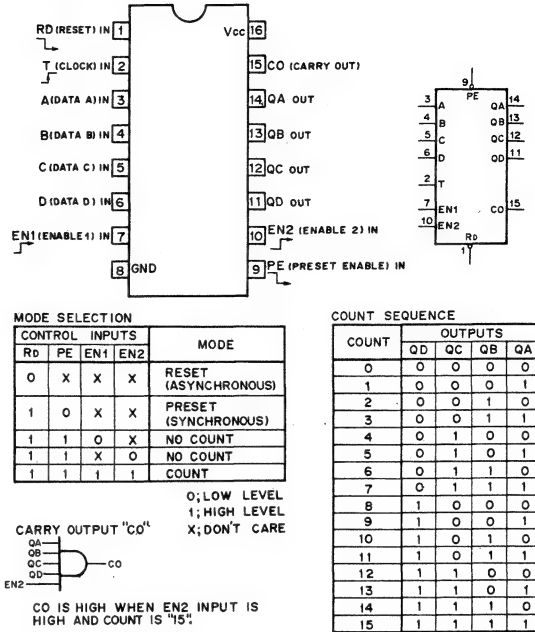 RD (RESET) IN 1
T (CLOCK) IN 2
A (DATA A) IN 3
B (DATA B) IN 4
C (DATA C) IN 5
D (DATA D) IN 6
EN1 (ENABLE 1) IN 7
8 GND
Vcc 16
15 CO (CARRY OUT)
14 QA OUT
13 QB OUT
12 QC OUT
11 QD OUT
10 EN2 (ENABLE 2) IN
9 PE (PRESET ENABLE) IN
9 PE
3 A QA 14
4 B QB 13
5 C QC 12
6 D QD 11
2 T
7 EN1 CO 15
10 EN2
RD
1
MODE SELECTION
CONTROL INPUTS MODE
RD PE EN1 EN2
0 X X X RESET
(ASYNCHRONOUS)
1 0 X X PRESET
(SYNCHRONOUS)
1 1 0 X NO COUNT
1 1 X 0 NO COUNT
1 1 1 1 COUNT
0; LOW LEVEL
1; HIGH LEVEL
X; DON'T CARE
CARRY OUTPUT "CO"
QA
QB
QC
QD
EN2
CO
CO IS HIGH WHEN EN2 INPUT IS
HIGH AND COUNT IS "15".
COUNT SEQUENCE
COUNT OUTPUTS
QD QC QB QA
0 0 0 0 0
1 0 0 0 1
2 0 0 1 0
3 0 0 1 1
4 0 1 0 0
5 0 1 0 1
6 0 1 1 0
7 0 1 1 1
8 1 0 0 0
9 1 0 0 1
10 1 0 1 0
11 1 0 1 1
12 1 1 0 0
13 1 1 0 1
14 1 1 1 0
15 1 1 1 1